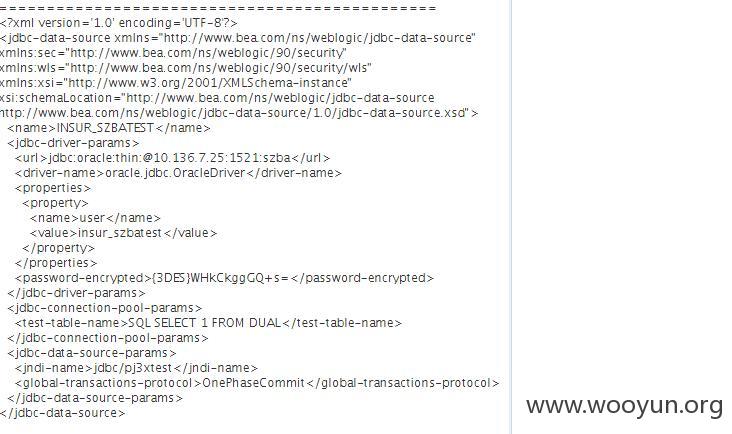 ==============================================
<?xml version='1.0' encoding='UTF-8'?>
<jdbc-data-source xmlns="http://www.bea.com/ns/weblogic/jdbc-data-source"
xmlns:sec="http://www.bea.com/ns/weblogic/90/security"
xmlns:wls="http://www.bea.com/ns/weblogic/90/security/wls"
xmlns:xsi="http://www.w3.org/2001/XMLSchema-instance"
xsi:schemaLocation="http://www.bea.com/ns/weblogic/jdbc-data-source
http://www.bea.com/ns/weblogic/jdbc-data-source/1.0/jdbc-data-source.xsd">
<name>INSUR_SZBATEST</name>
<jdbc-driver-params>
<url>jdbc:oracle:thin:@10.136.7.25:1521:szba</url>
<driver-name>oracle.jdbc.OracleDriver</driver-name>
<properties>
<property>
<name>user</name>
<value>insur_szbatest</value>
</property>
</properties>
<password-encrypted>{3DES}WHkCkggGQ+s=</password-encrypted>
</jdbc-driver-params>
<jdbc-connection-pool-params>
<test-table-name>SQL SELECT 1 FROM DUAL</test-table-name>
</jdbc-connection-pool-params>
<jdbc-data-source-params>
<jndi-name>jdbc/pj3xtest</jndi-name>
<global-transactions-protocol>OnePhaseCommit</global-transactions-protocol>
</jdbc-data-source-params>
</jdbc-data-source>
www.wooyun.org